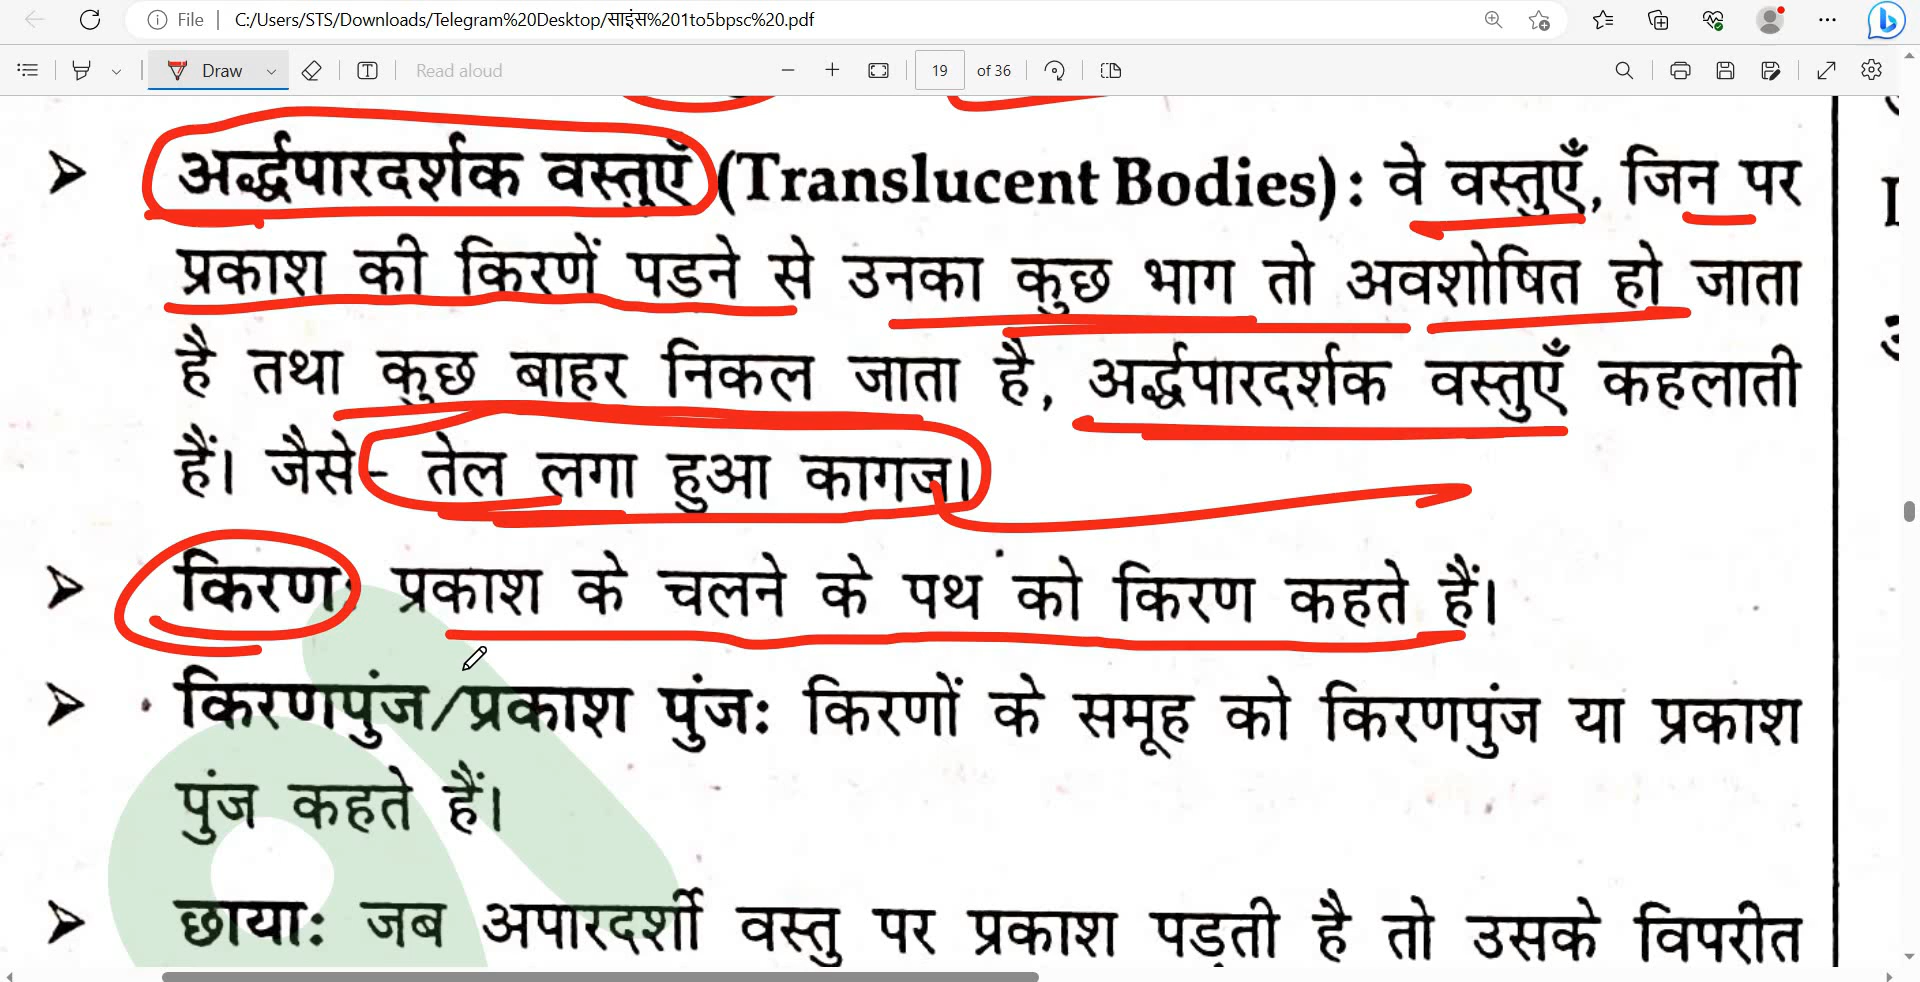 File
C:/Users/STS/Downloads/Telegram%20Desktop/साइंस%201to5bpsc%20.pdf
Draw
Read aloud
19 of 36
➤ अर्द्धपारदर्शक वस्तुएँ (Translucent Bodies) : वे वस्तुएँ, जिन पर
प्रकाश की किरणें पडने से उनका कुछ भाग तो अवशोषित हो जाता
है तथा कुछ बाहर निकल जाता है, अर्द्धपारदर्शक वस्तुएँ कहलाती
हैं। जैसे- तेल लगा हुआ कागज।
➤ किरण: प्रकाश के चलने के पथ को किरण कहते हैं।
➤ किरणपुंज/प्रकाश पुंज: किरणों के समूह को किरणपुंज या प्रकाश
पुंज कहते हैं।
➤ छाया: जब अपारदर्शी वस्तु पर प्रकाश पड़ती है तो उसके विपरीत